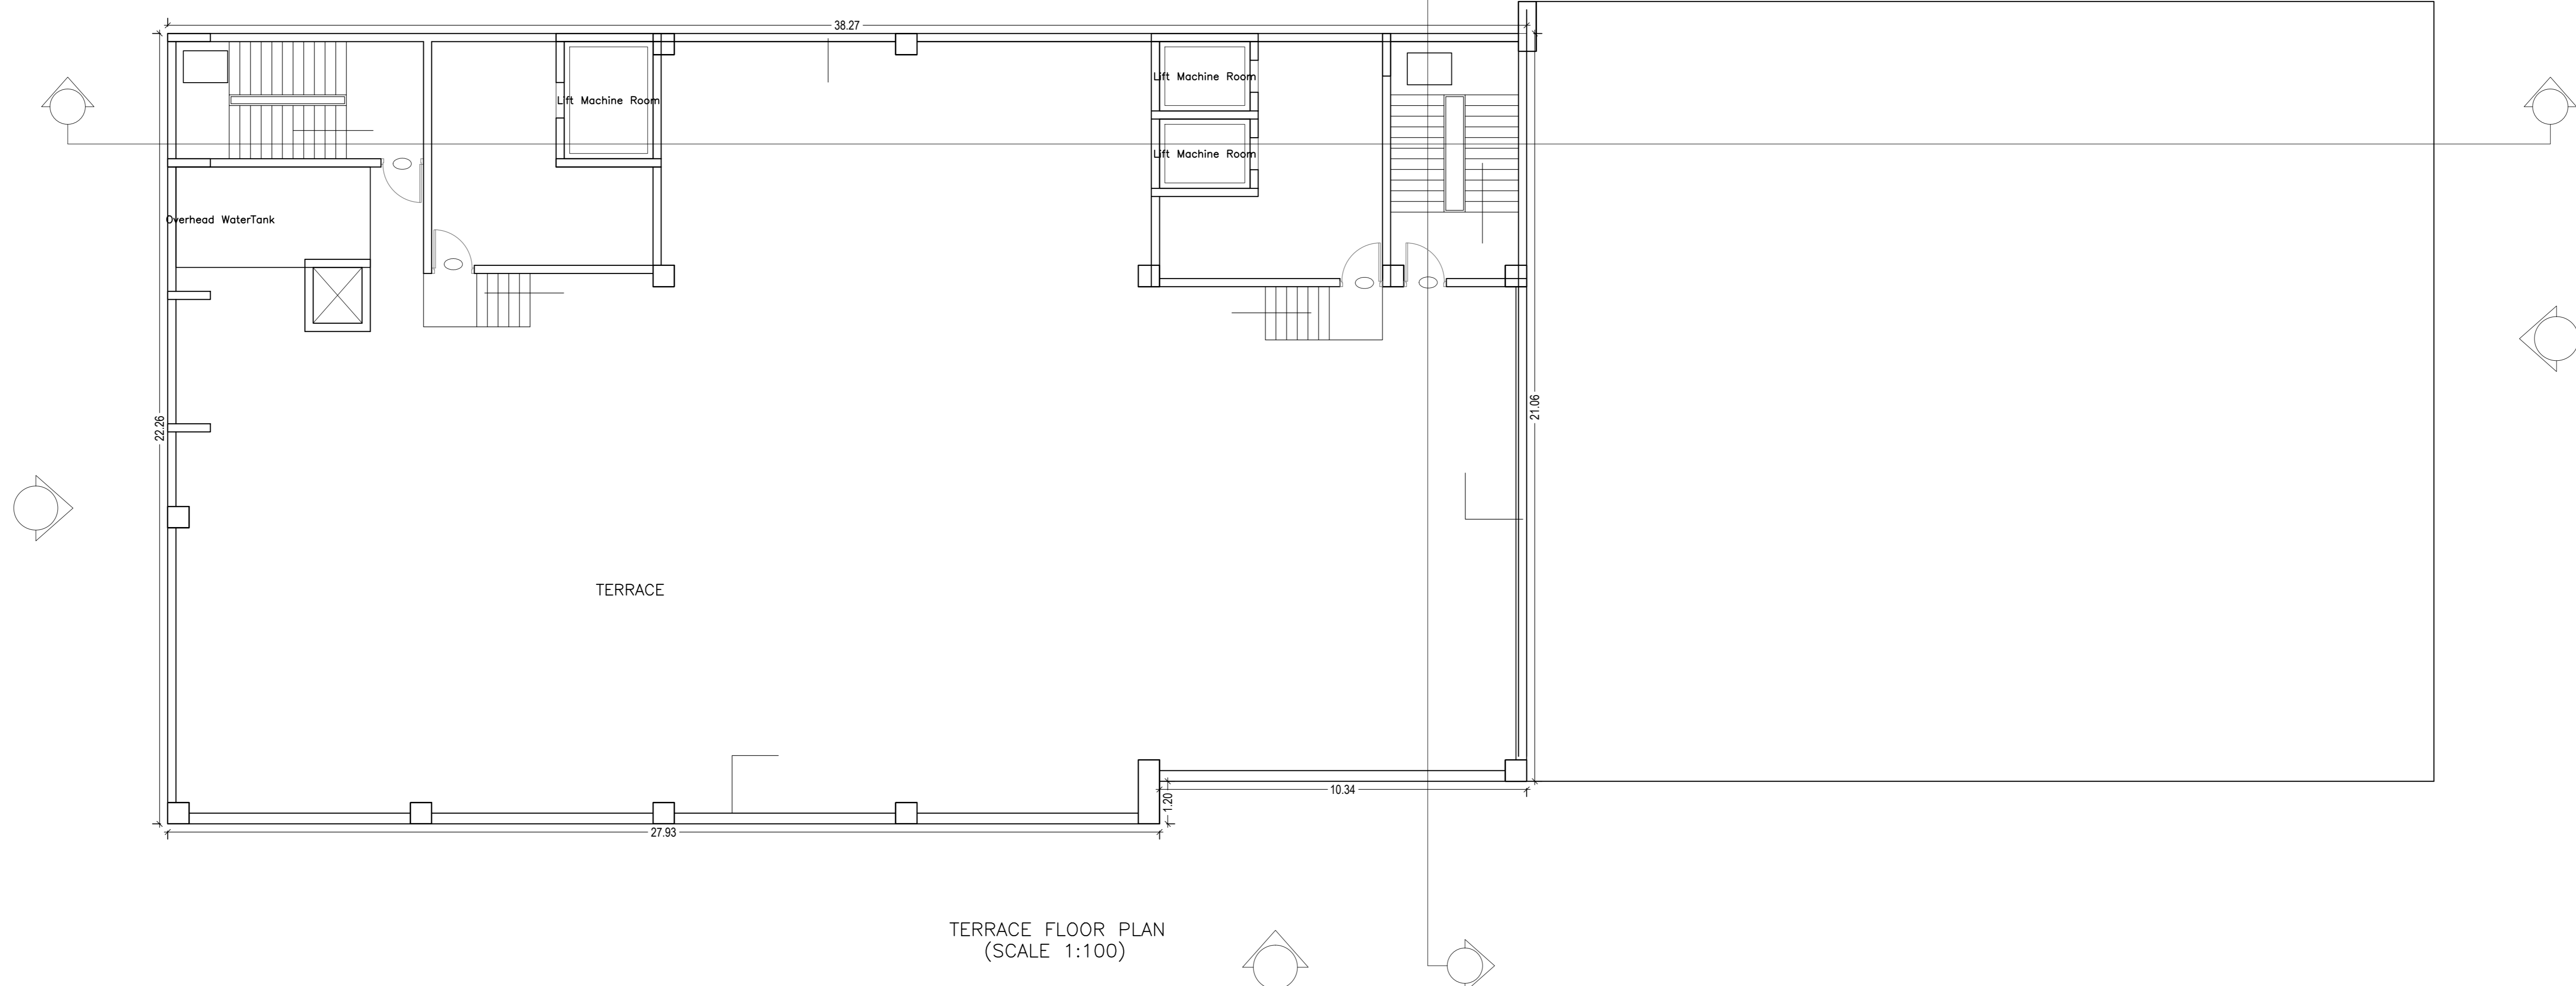 38.27
Lift Machine Room
Lift Machine Room
Lift Machine Room
Overhead WaterTank
22.26
21.06
TERRACE
10.34
1.20
27.93
TERRACE FLOOR PLAN
(SCALE 1:100)